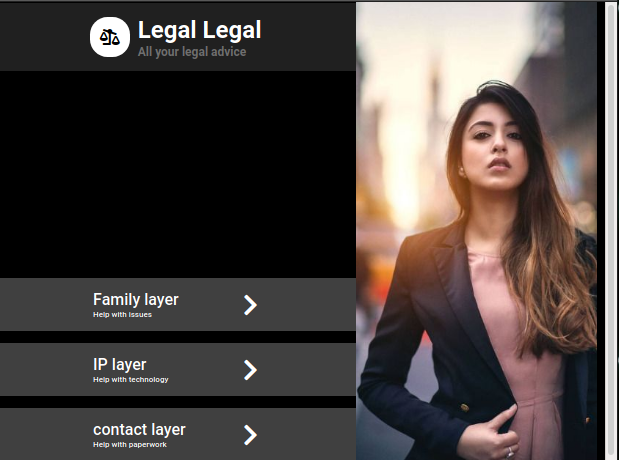 Legal Legal
All your legal advice
Family layer
Help with issues
IP layer
Help with technology
contact layer
Help with paperwork